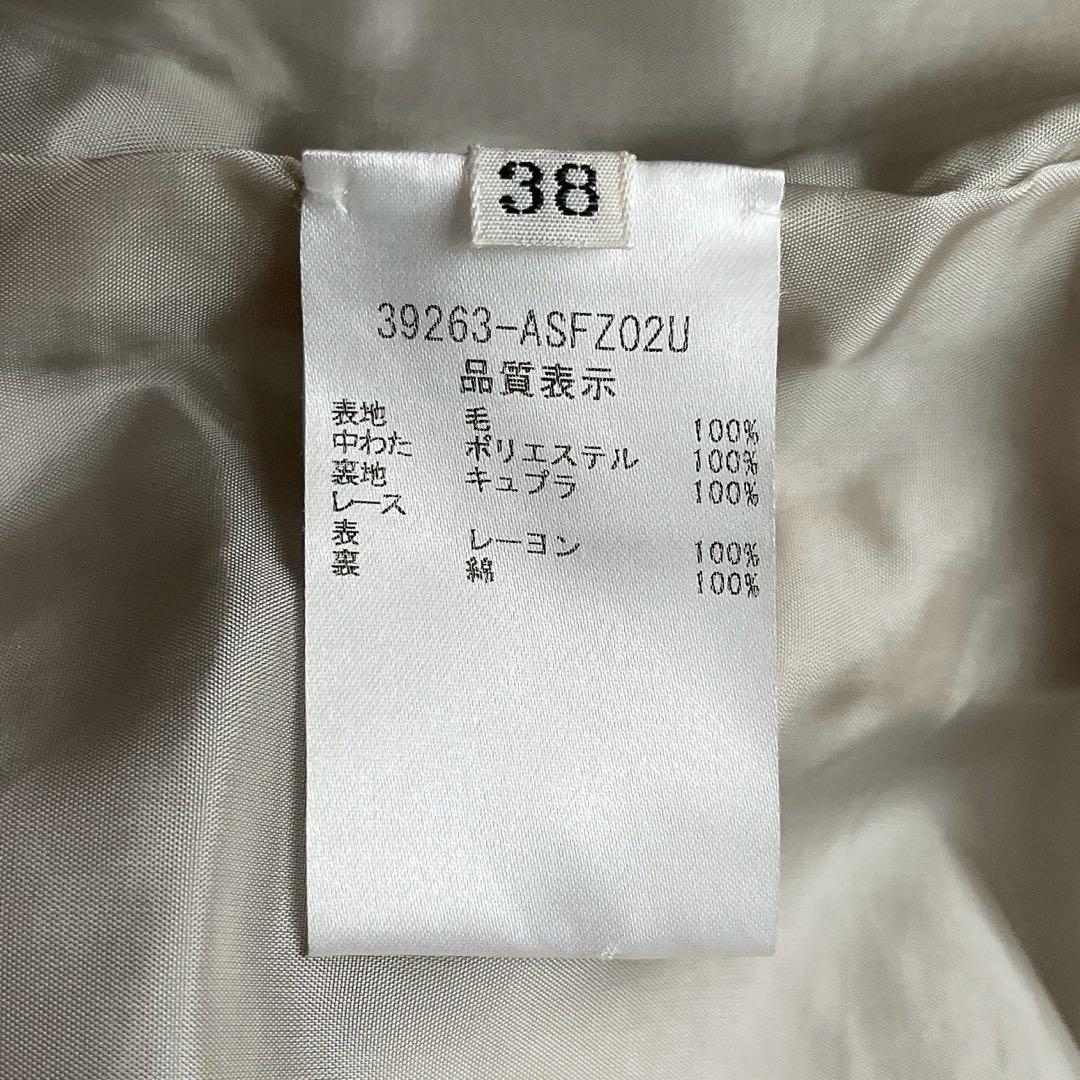 38
39263-ASFZ02U
品質表示
表地 毛 100%
中わた ポリエステル 100%
裏地 キュプラ 100%
レース
表 レーヨン 100%
裏 綿 100%